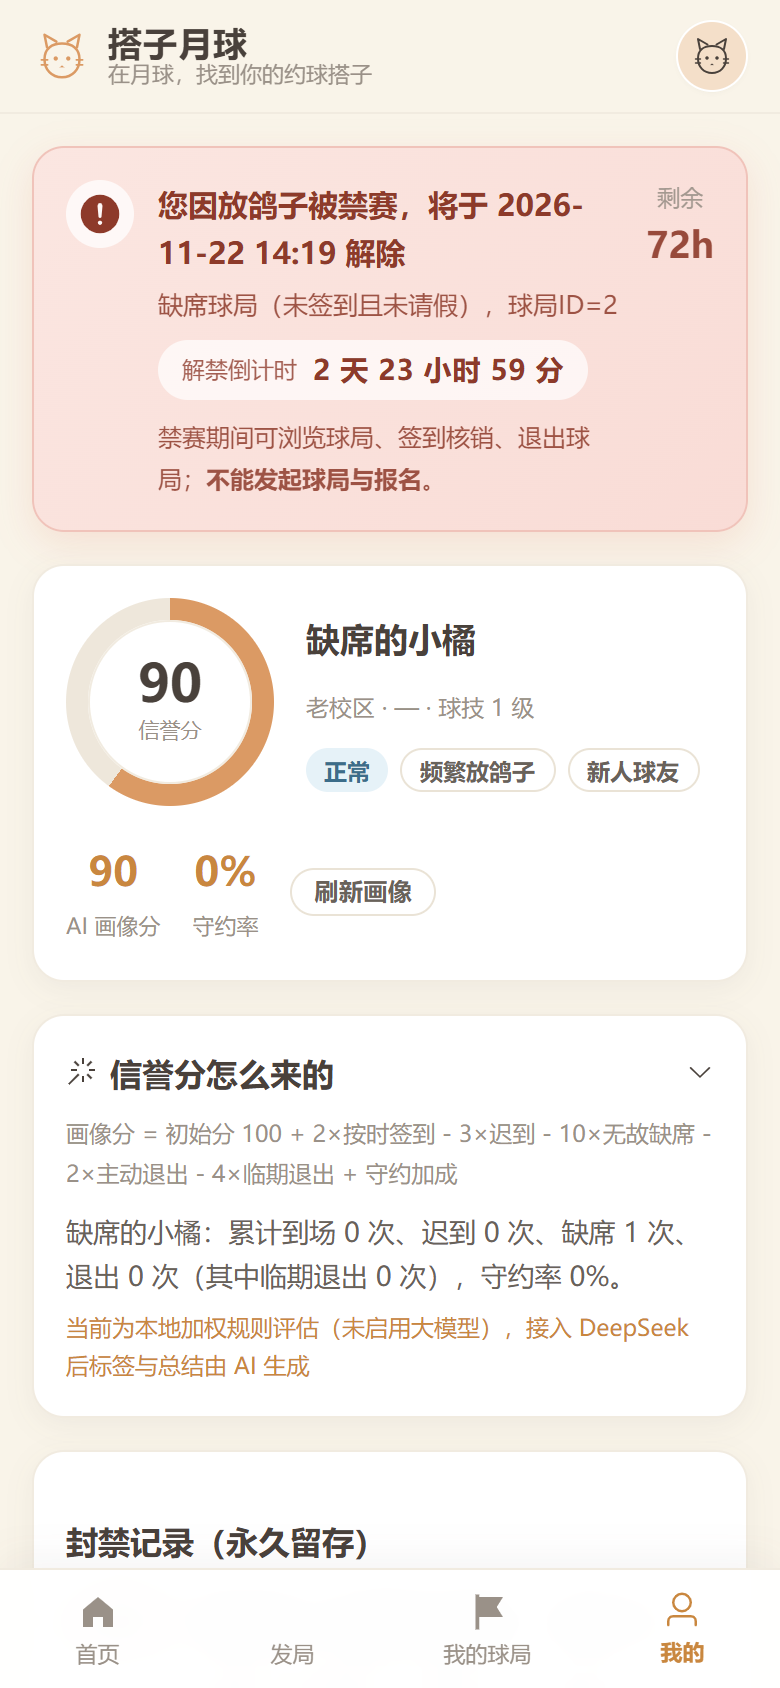 搭子月球
在月球，找到你的约球搭子
您因放鸽子被禁赛，将于 2026-
11-22 14:19 解除
剩余
72h
缺席球局（未签到且未请假），球局ID=2
解禁倒计时 2 天 23 小时 59 分
禁赛期间可浏览球局、签到核销、退出球
局；不能发起球局与报名。
90
信誉分
缺席的小橘
老校区 · — · 球技 1 级
正常 频繁放鸽子 新人球友
90
AI 画像分
0%
守约率
刷新画像
信誉分怎么来的
画像分 = 初始分 100 + 2×按时签到 - 3×迟到 - 10×无故缺席 -
2×主动退出 - 4×临期退出 + 守约加成
缺席的小橘：累计到场 0 次、迟到 0 次、缺席 1 次、
退出 0 次（其中临期退出 0 次），守约率 0%。
当前为本地加权规则评估（未启用大模型），接入 DeepSeek
后标签与总结由 AI 生成
封禁记录（永久留存）
首页 发局 我的球局 我的